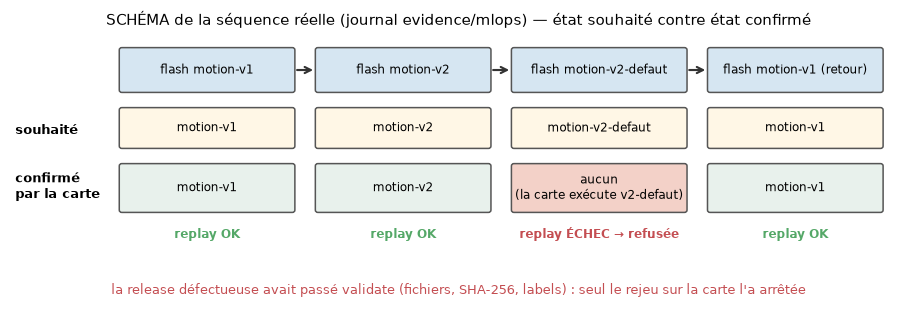 SCHÉMA de la séquence réelle (journal evidence/mlops) — état souhaité contre état confirmé
flash motion-v1
flash motion-v2
flash motion-v2-defaut
flash motion-v1 (retour)
souhaité
motion-v1
motion-v2
motion-v2-defaut
motion-v1
confirmé
par la carte
motion-v1
motion-v2
aucun
(la carte exécute v2-defaut)
motion-v1
replay OK
replay OK
replay ÉCHEC → refusée
replay OK
la release défectueuse avait passé validate (fichiers, SHA-256, labels) : seul le rejeu sur la carte l'a arrêtée